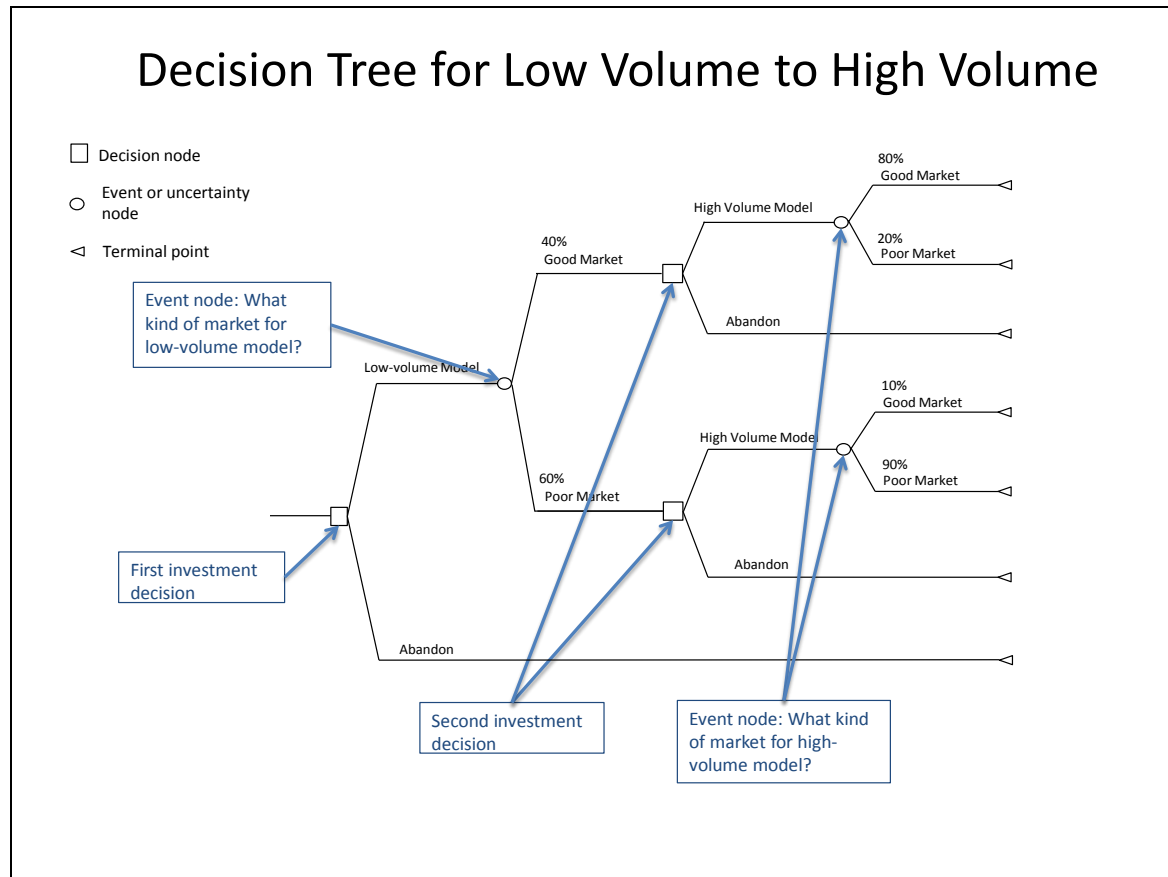 Decision Tree for Low Volume to High Volume
Decision node
Event or uncertainty
node
Terminal point
Event node: What
kind of market for
low-volume model?
First investment
decision
Low-volume Model
Abandon
40%
Good Market
60%
Poor Market
High Volume Model
Abandon
80%
Good Market
20%
Poor Market
High Volume Model
Abandon
10%
Good Market
90%
Poor Market
Second investment
decision
Event node: What kind
of market for high-
volume model?